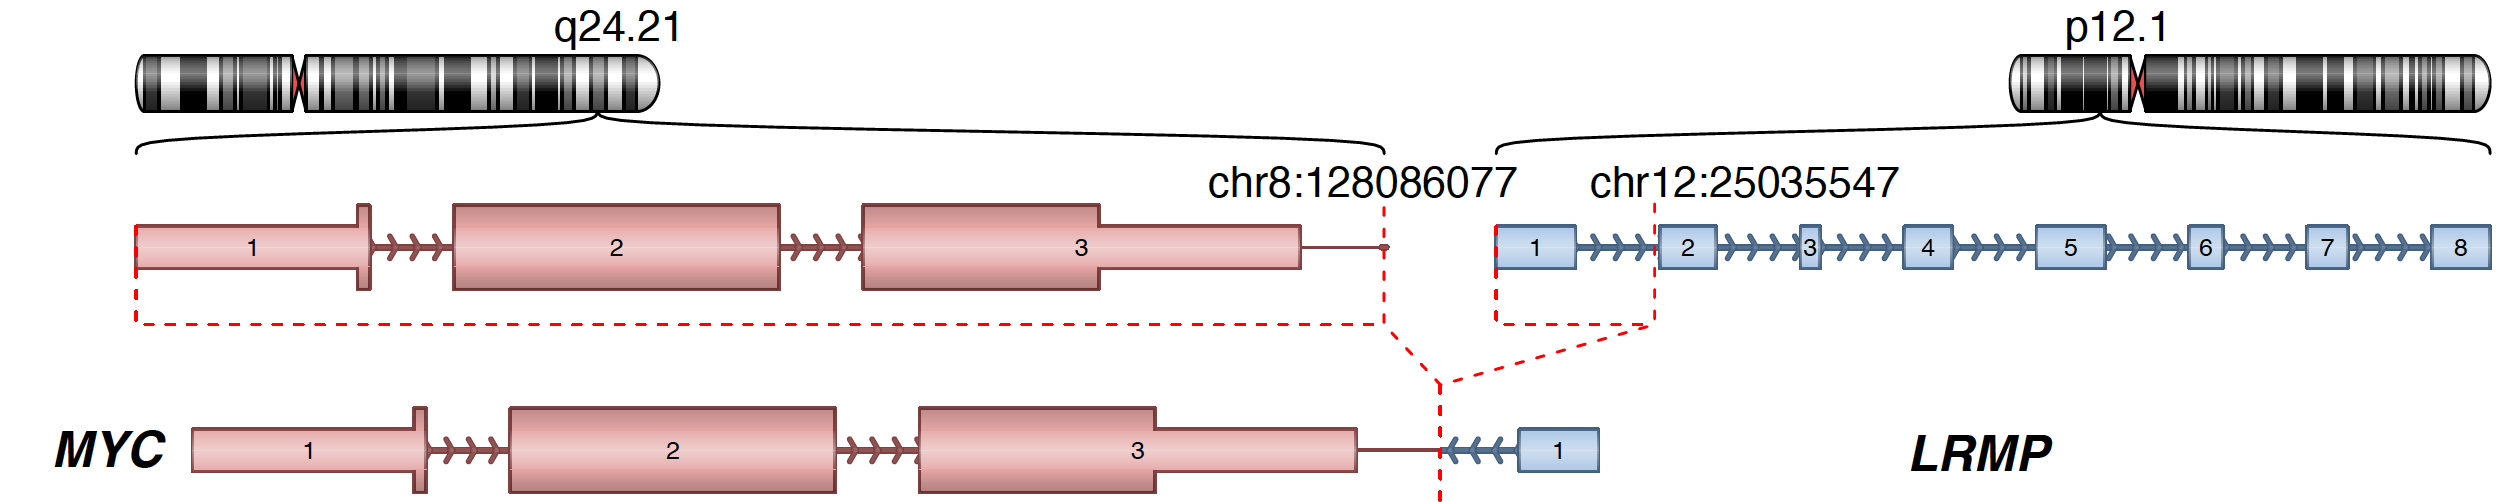 q24.21 p12.1
chr8:128086077 chr12:25035547
1 2 3 1 2 3 4 5 6 7 8
MYC 1 2 3 1 LRMP